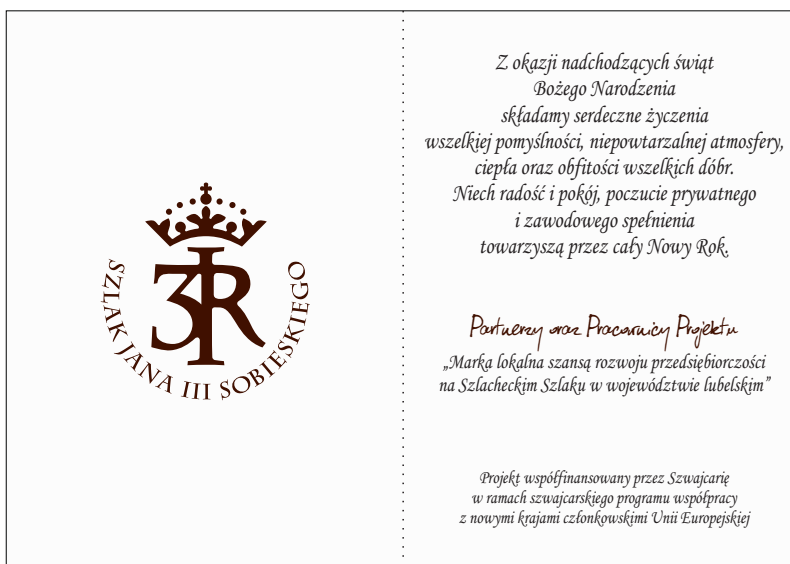 3IR
SZLAK JANA III SOBIESKIEGO
Z okazji nadchodzących świąt
Bożego Narodzenia
składamy serdeczne życzenia
wszelkiej pomyślności, niepowtarzalnej atmosfery,
ciepła oraz obfitości wszelkich dóbr.
Niech radość i pokój, poczucie prywatnego
i zawodowego spełnienia
towarzyszą przez cały Nowy Rok.
Partnerzy oraz Pracownicy Projektu
„Marka lokalna szansą rozwoju przedsiębiorczości
na Szlacheckim Szlaku w województwie lubelskim”
Projekt współfinansowany przez Szwajcarię
w ramach szwajcarskiego programu współpracy
z nowymi krajami członkowskimi Unii Europejskiej